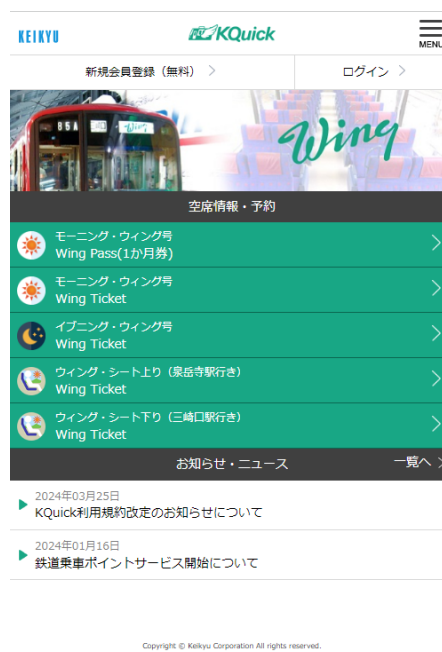 KEIKYU
KQuick
MENU
新規会員登録（無料）
ログイン
85A
Wing
Wing
空席情報・予約
モーニング・ウィング号
Wing Pass(1か月券)
モーニング・ウィング号
Wing Ticket
イブニング・ウィング号
Wing Ticket
ウィング・シート上り（泉岳寺駅行き）
Wing Ticket
ウィング・シート下り（三崎口駅行き）
Wing Ticket
お知らせ・ニュース
一覧へ
2024年03月25日
KQuick利用規約改定のお知らせについて
2024年01月16日
鉄道乗車ポイントサービス開始について
Copyright © Keikyu Corporation All rights reserved.